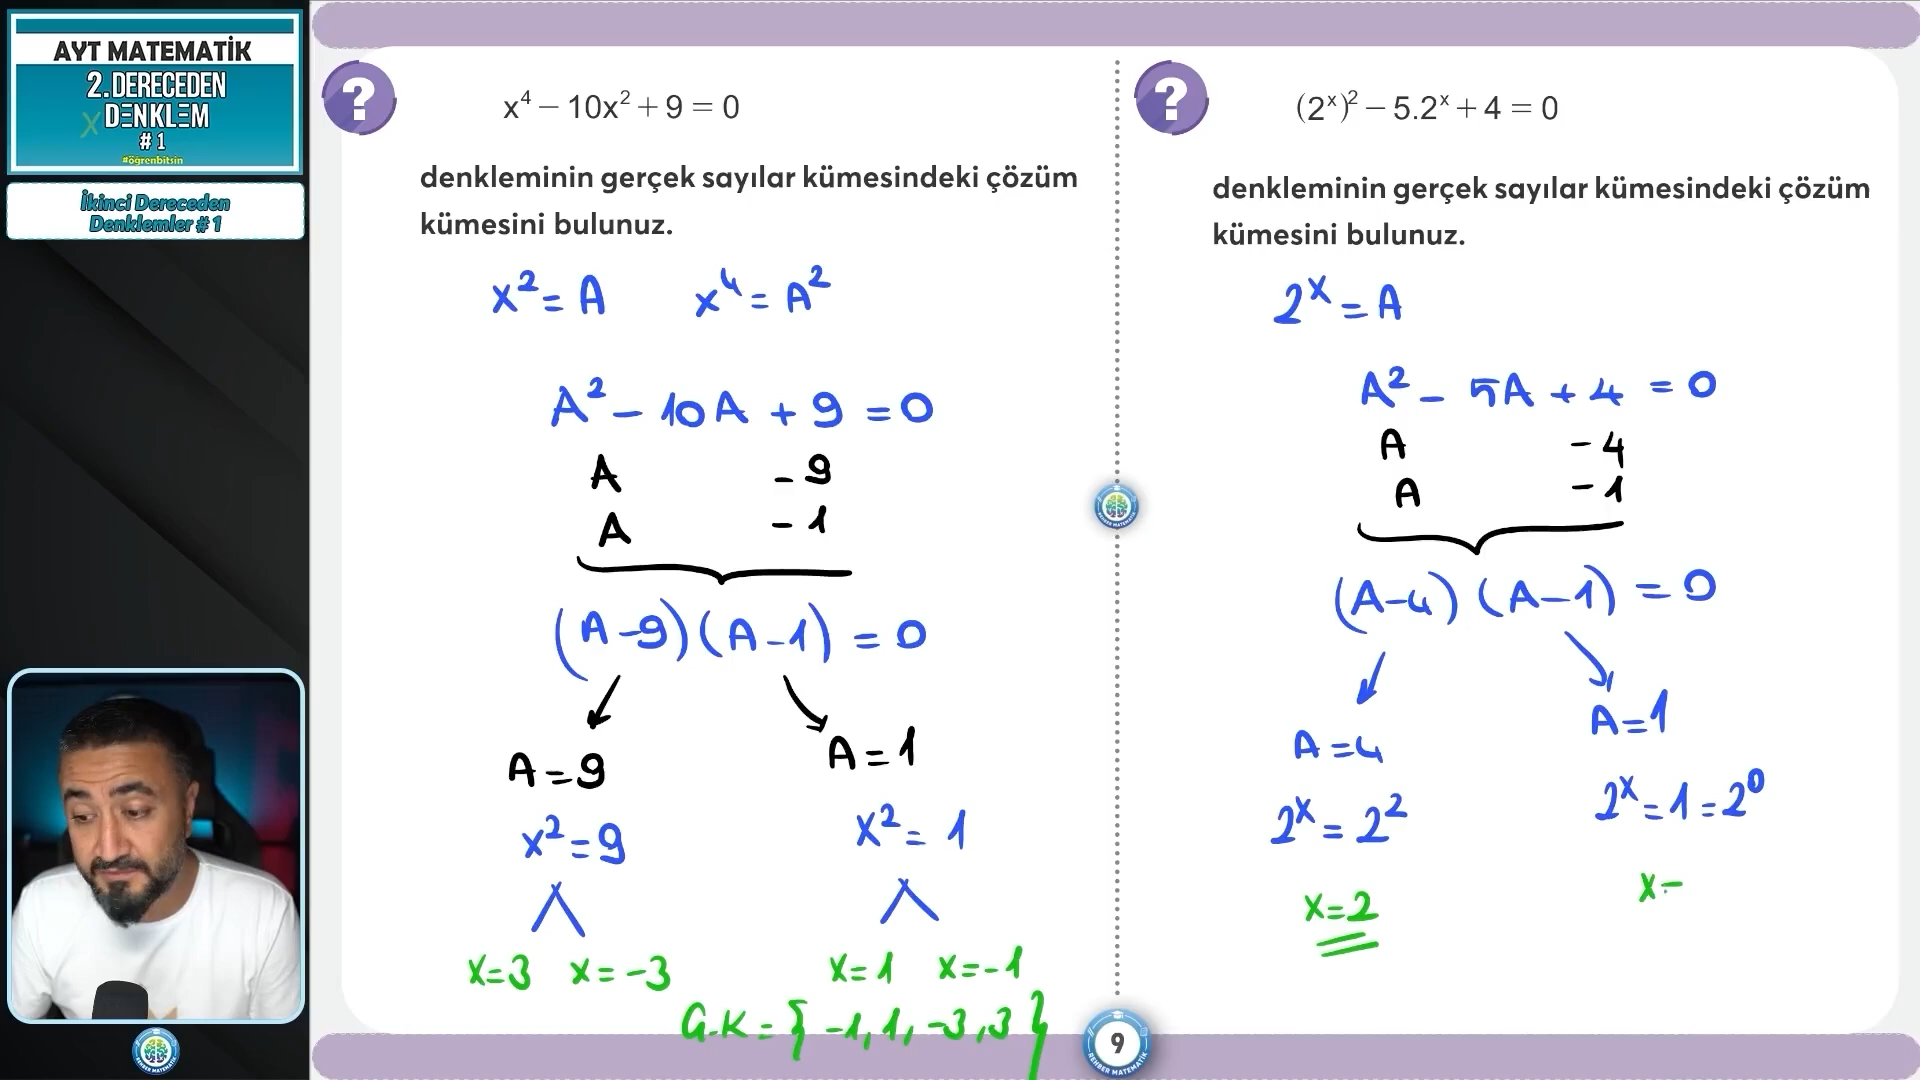 AYT MATEMATİK
2.DERECEDEN
DENKLEM
# 1
#öğrenbitsin
İkinci Dereceden
Denklemler # 1
?
x⁴ − 10x² + 9 = 0
denkleminin gerçek sayılar kümesindeki çözüm
kümesini bulunuz.
x² = A x⁴ = A²
A² − 10A + 9 = 0
A − 9
A − 1
(A−9)(A−1) = 0
A = 9 A = 1
x² = 9 x² = 1
x=3 x=−3 x=1 x=−1
Ç.K = { −1, 1, −3, 3 }
?
(2ˣ)² − 5.2ˣ + 4 = 0
denkleminin gerçek sayılar kümesindeki çözüm
kümesini bulunuz.
2ˣ = A
A² − 5A + 4 = 0
A − 4
A − 1
(A−4) (A−1) = 0
A = 4 A = 1
2ˣ = 2² 2ˣ = 1 = 2⁰
x=2 x=
9
REHBER MATEMATİK